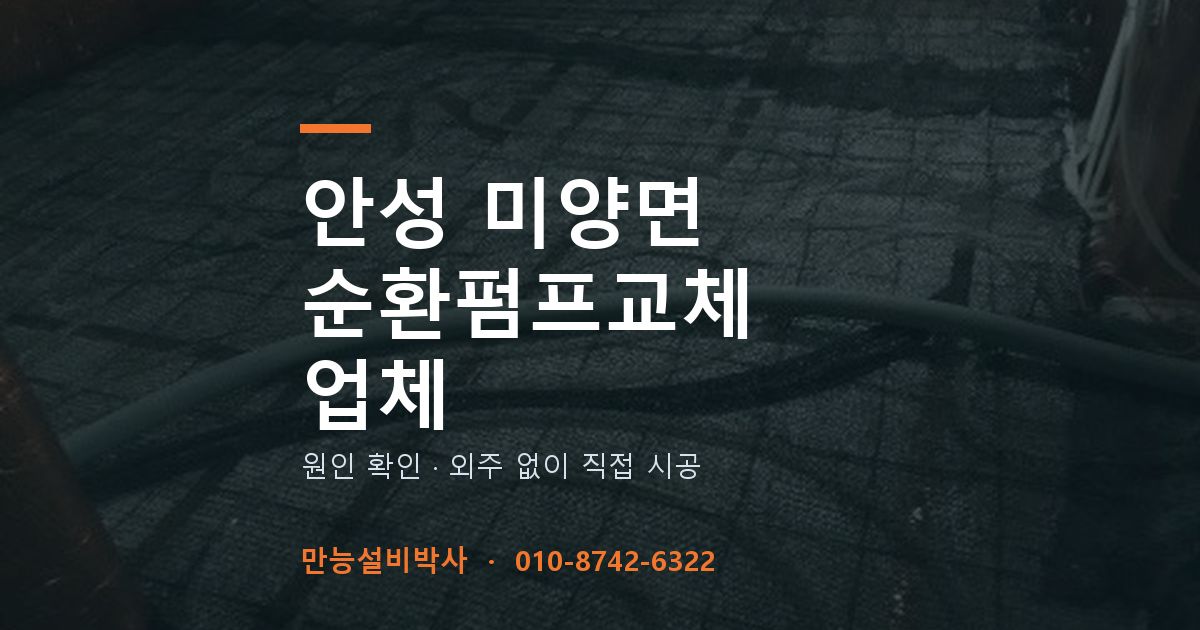 안성 미양면
순환펌프교체
업체
원인 확인 · 외주 없이 직접 시공
만능설비박사 · 010-8742-6322